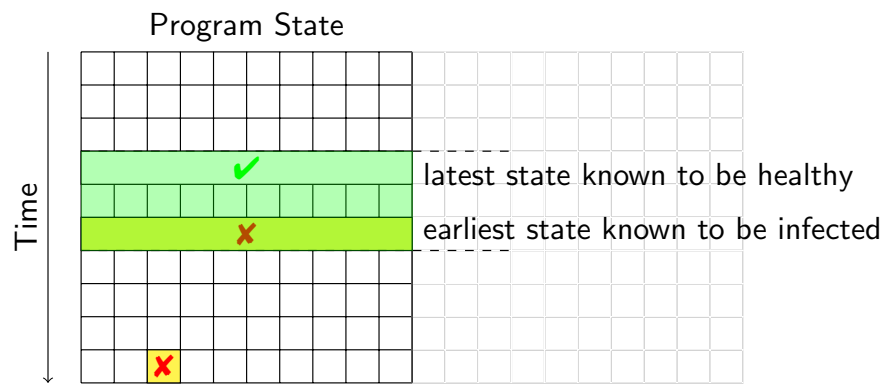 Program State
✔
latest state known to be healthy
Time
✘
earliest state known to be infected
✘